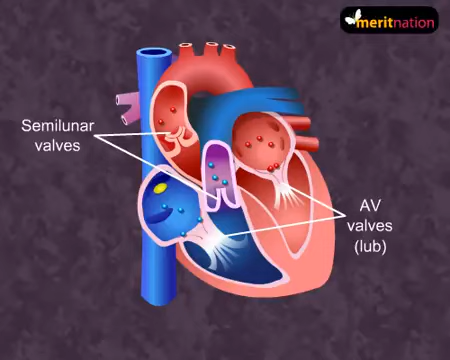 meritnation
Semilunar
valves
AV
valves
(lub)